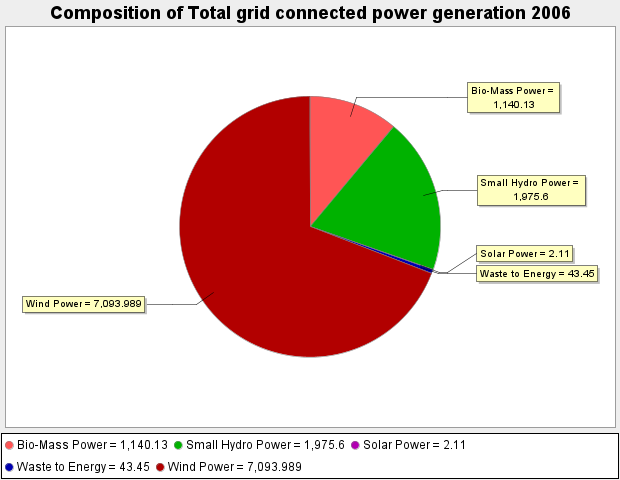 Composition of Total grid connected power generation 2006
Bio-Mass Power =
1,140.13
Small Hydro Power =
1,975.6
Solar Power = 2.11
Waste to Energy = 43.45
Wind Power = 7,093.989
Bio-Mass Power = 1,140.13 Small Hydro Power = 1,975.6 Solar Power = 2.11
Waste to Energy = 43.45 Wind Power = 7,093.989